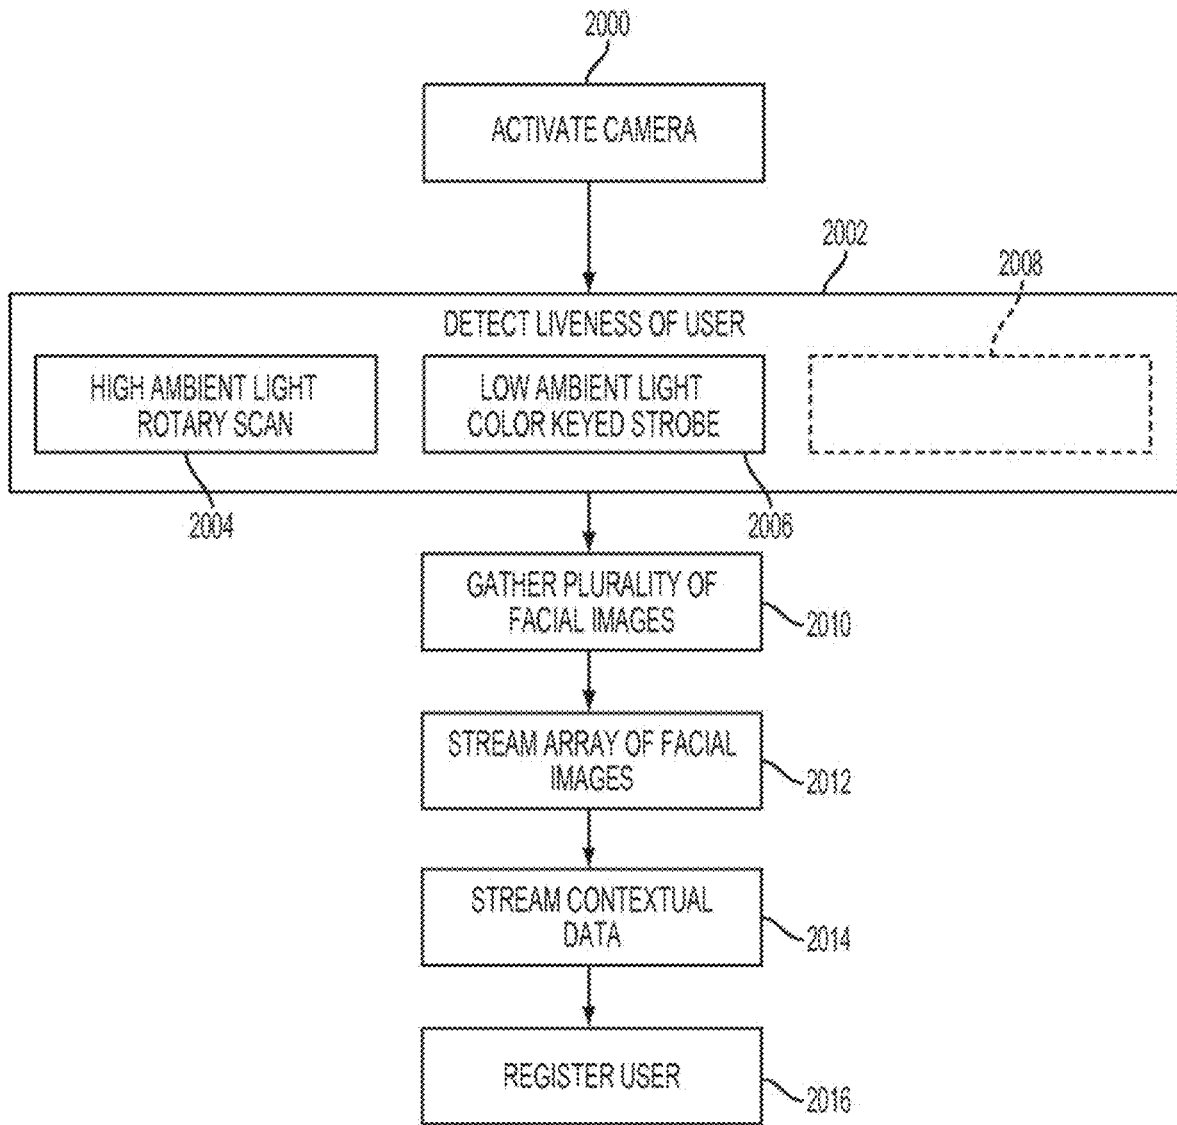 2000
ACTIVATE CAMERA
2002
2008
DETECT LIVENESS OF USER
HIGH AMBIENT LIGHT
ROTARY SCAN
LOW AMBIENT LIGHT
COLOR KEYED STROBE
2004
2006
GATHER PLURALITY OF
FACIAL IMAGES
2010
STREAM ARRAY OF FACIAL
IMAGES
2012
STREAM CONTEXTUAL
DATA
2014
REGISTER USER
2016